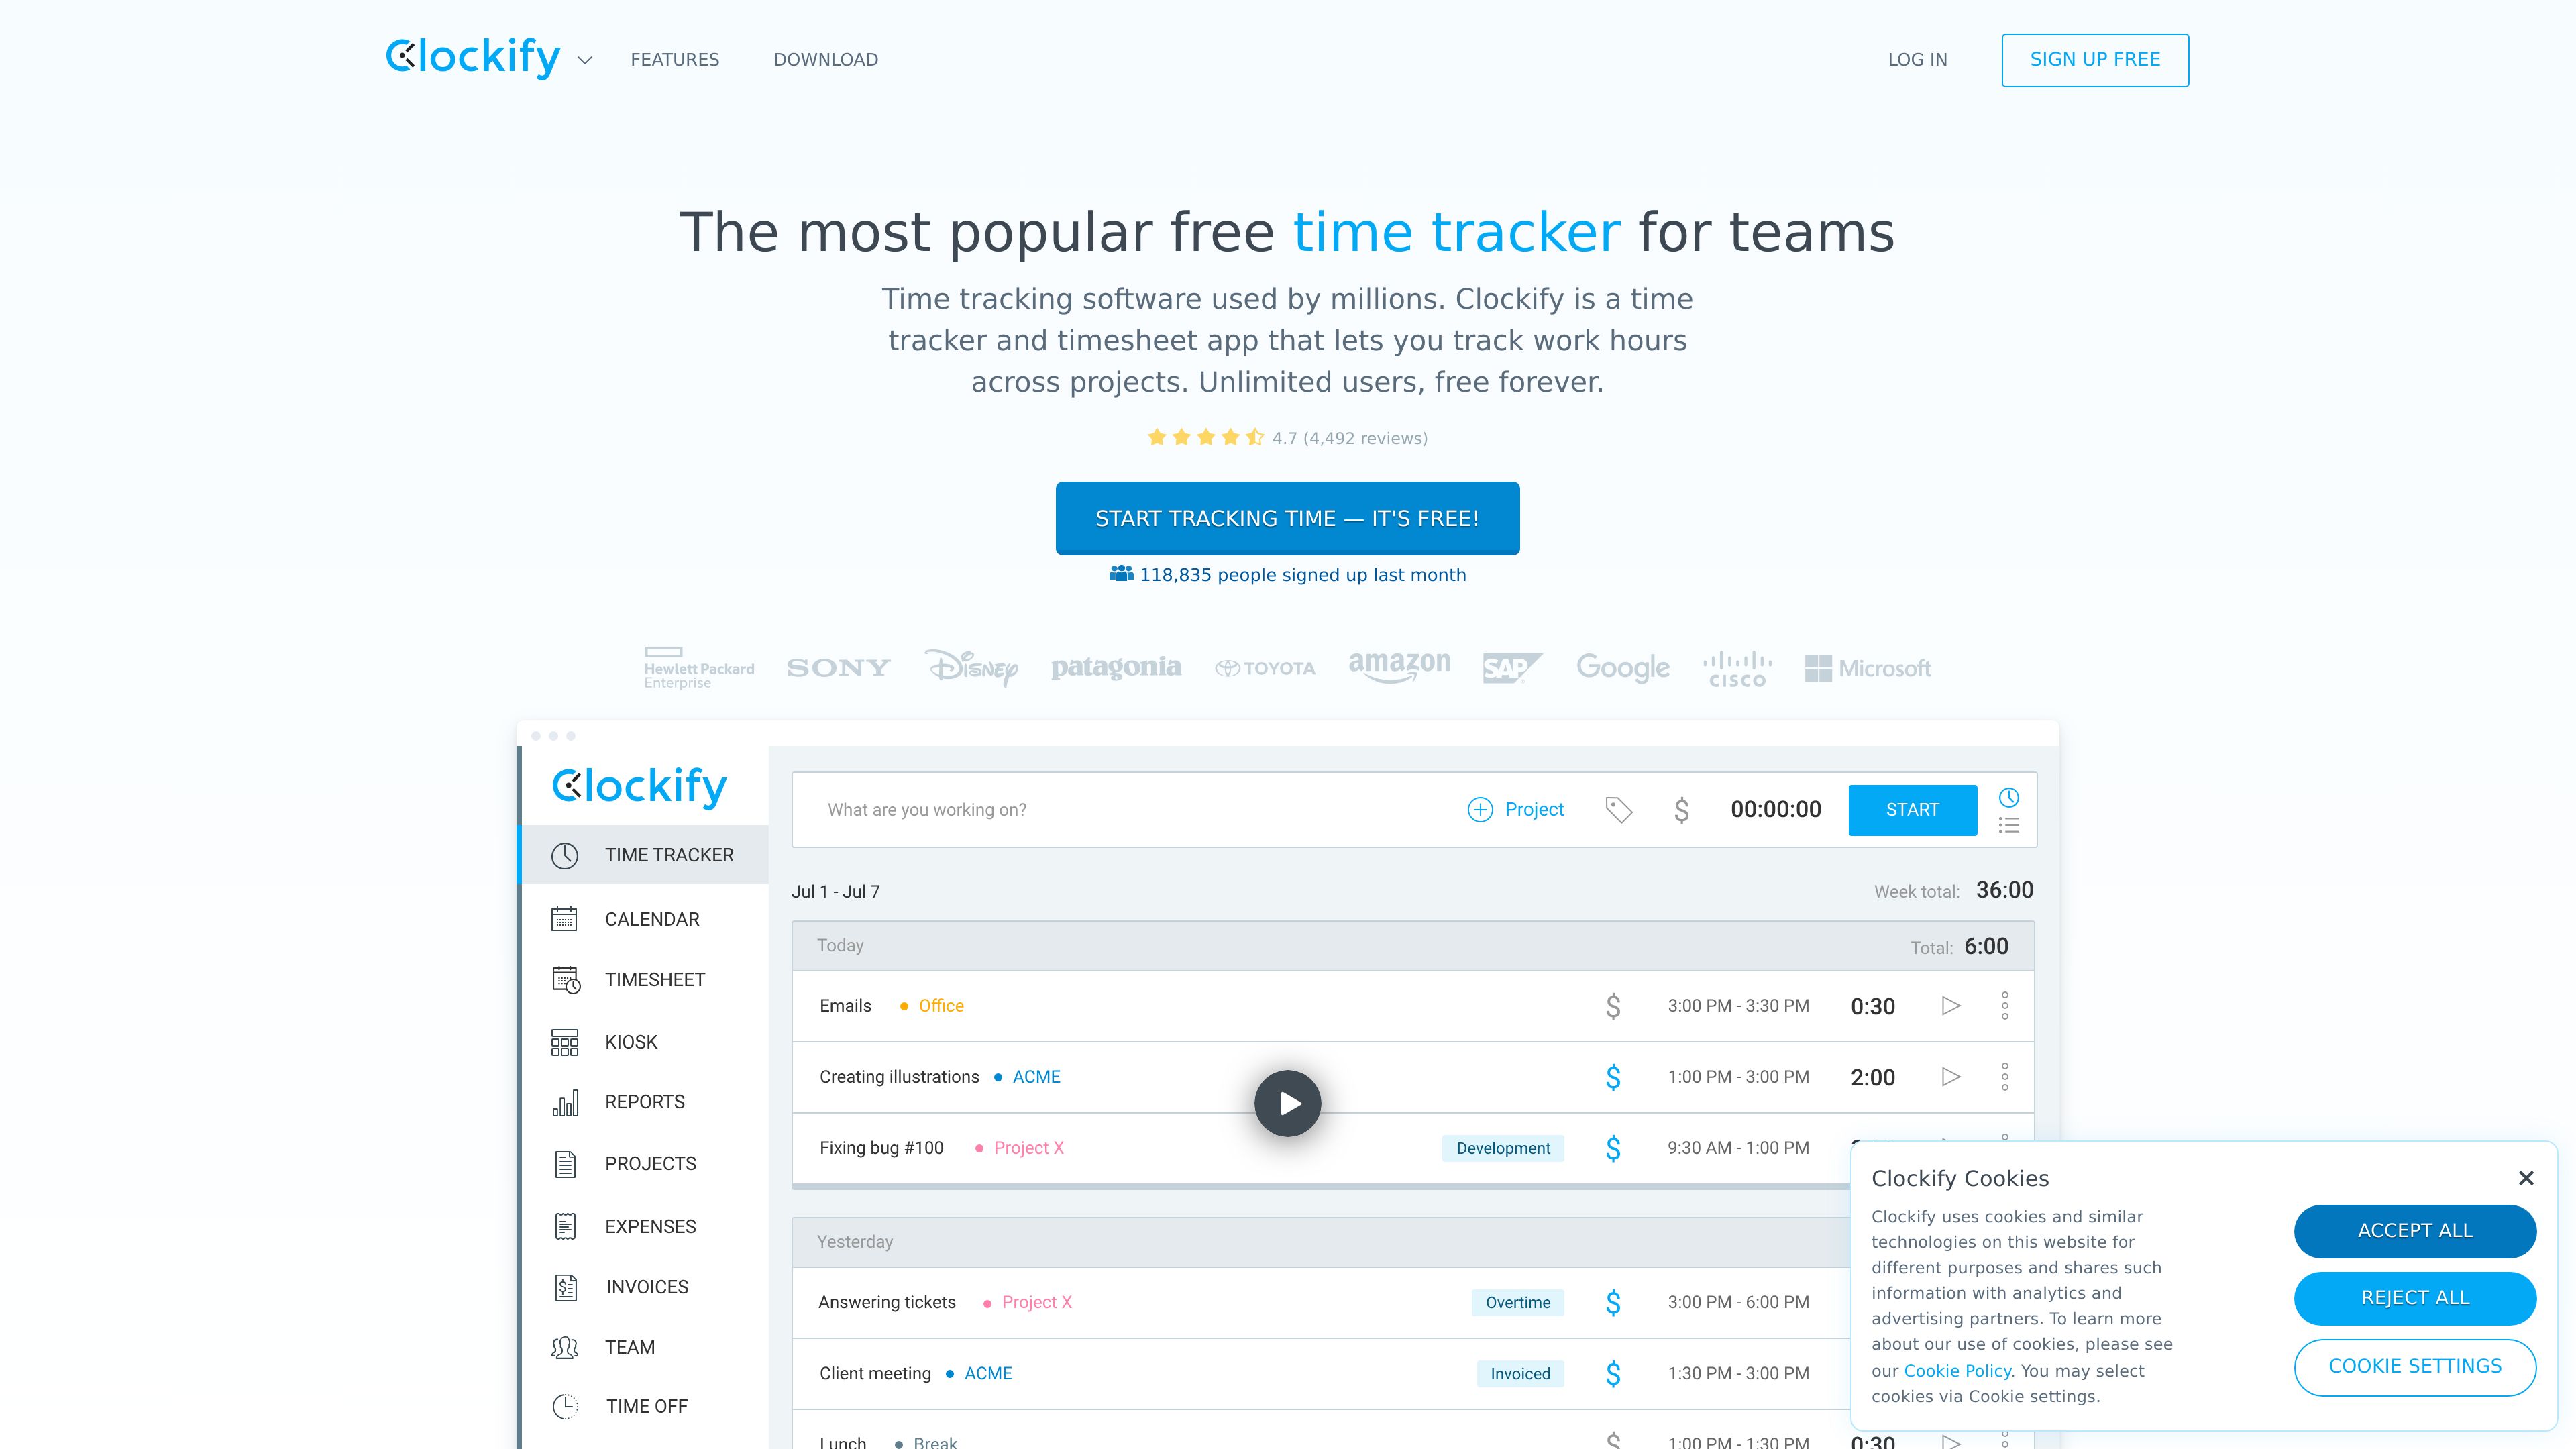 Clockify
FEATURES
DOWNLOAD
LOG IN
SIGN UP FREE
The most popular free time tracker for teams
Time tracking software used by millions. Clockify is a time
tracker and timesheet app that lets you track work hours
across projects. Unlimited users, free forever.
4.7 (4,492 reviews)
START TRACKING TIME — IT'S FREE!
118,835 people signed up last month
Hewlett Packard
Enterprise
SONY
Disney
patagonia
TOYOTA
amazon
SAP
Google
CISCO
Microsoft
Clockify
TIME TRACKER
CALENDAR
TIMESHEET
KIOSK
REPORTS
PROJECTS
EXPENSES
INVOICES
TEAM
TIME OFF
What are you working on?
Project
$
00:00:00
START
Jul 1 - Jul 7
Week total: 36:00
Today
Total: 6:00
Emails • Office $ 3:00 PM - 3:30 PM 0:30
Creating illustrations • ACME $ 1:00 PM - 3:00 PM 2:00
Fixing bug #100 • Project X Development $ 9:30 AM - 1:00 PM
Yesterday
Answering tickets • Project X Overtime $ 3:00 PM - 6:00 PM
Client meeting • ACME Invoiced $ 1:30 PM - 3:00 PM
Lunch • Break $ 1:00 PM - 1:30 PM 0:30
Clockify Cookies
Clockify uses cookies and similar
technologies on this website for
different purposes and shares such
information with analytics and
advertising partners. To learn more
about our use of cookies, please see
our Cookie Policy. You may select
cookies via Cookie settings.
ACCEPT ALL
REJECT ALL
COOKIE SETTINGS